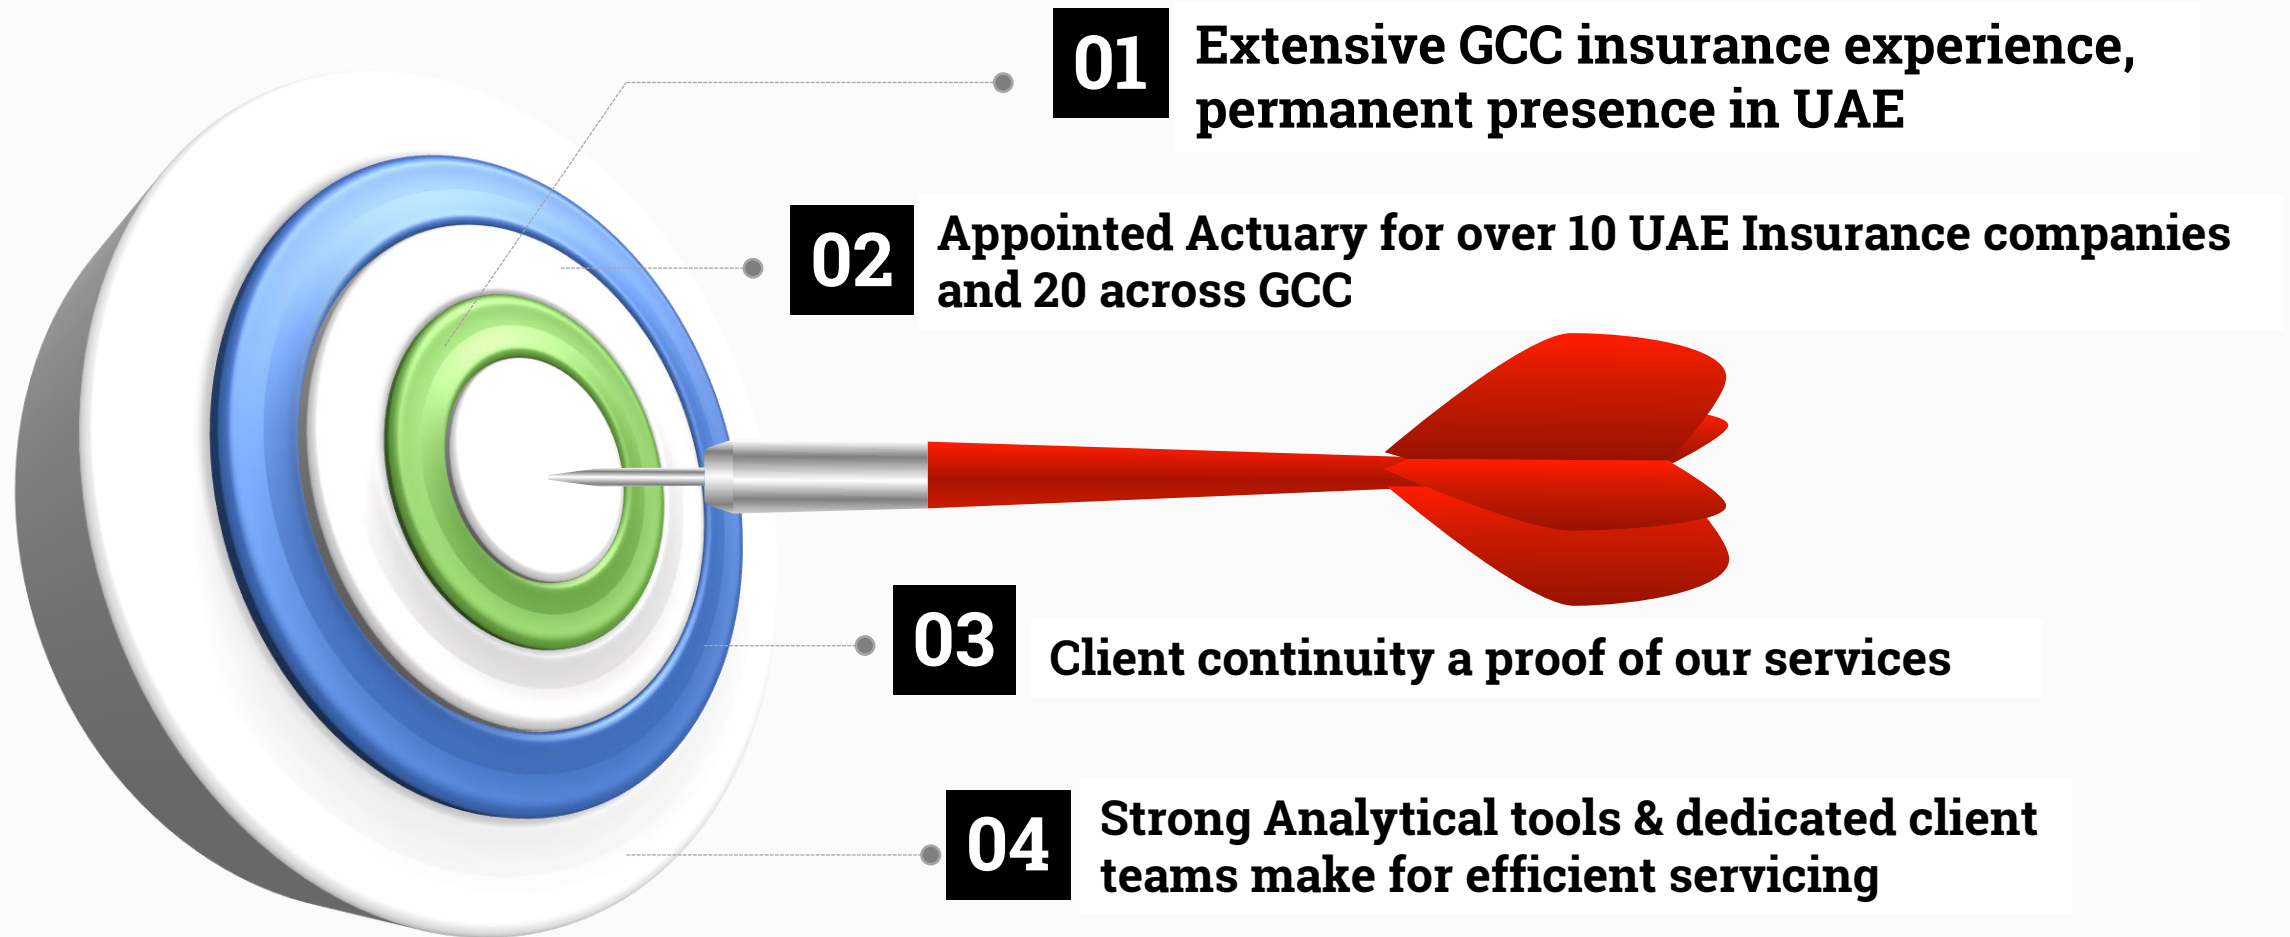 01
Extensive GCC insurance experience,
permanent presence in UAE
02
Appointed Actuary for over 10 UAE Insurance companies
and 20 across GCC
03
Client continuity a proof of our services
04
Strong Analytical tools & dedicated client
teams make for efficient servicing